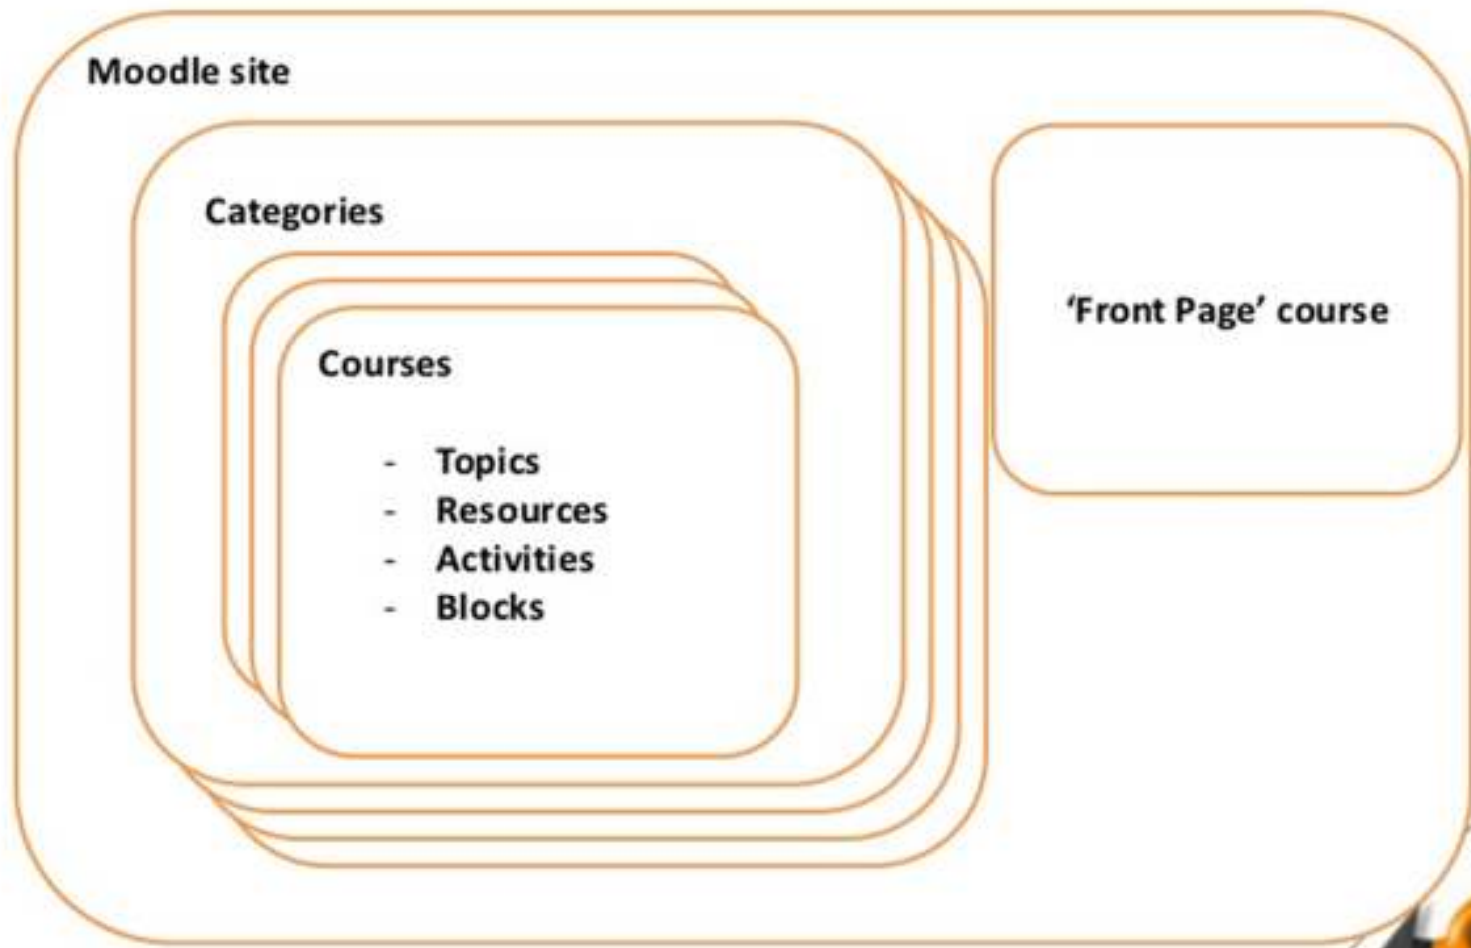 Moodle site
Categories
‘Front Page’ course
Courses
- Topics
- Resources
- Activities
- Blocks